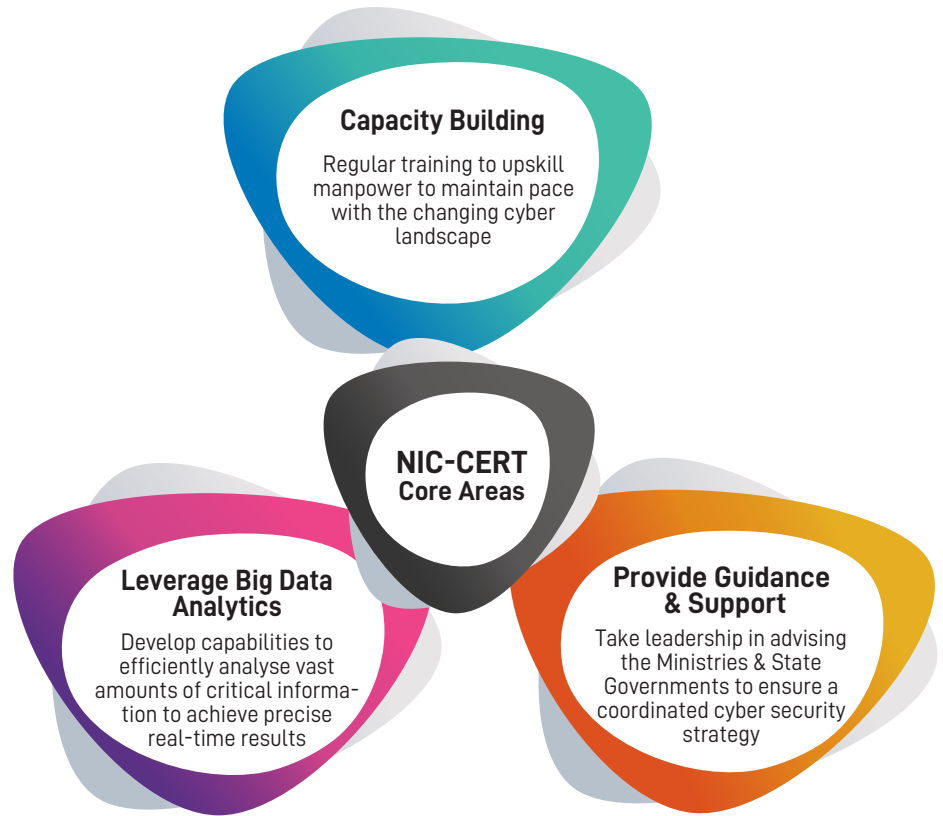 Capacity Building
Regular training to upskill
manpower to maintain pace
with the changing cyber
landscape
NIC-CERT
Core Areas
Leverage Big Data
Analytics
Develop capabilities to
efficiently analyse vast
amounts of critical informa-
tion to achieve precise
real-time results
Provide Guidance
& Support
Take leadership in advising
the Ministries & State
Governments to ensure a
coordinated cyber security
strategy